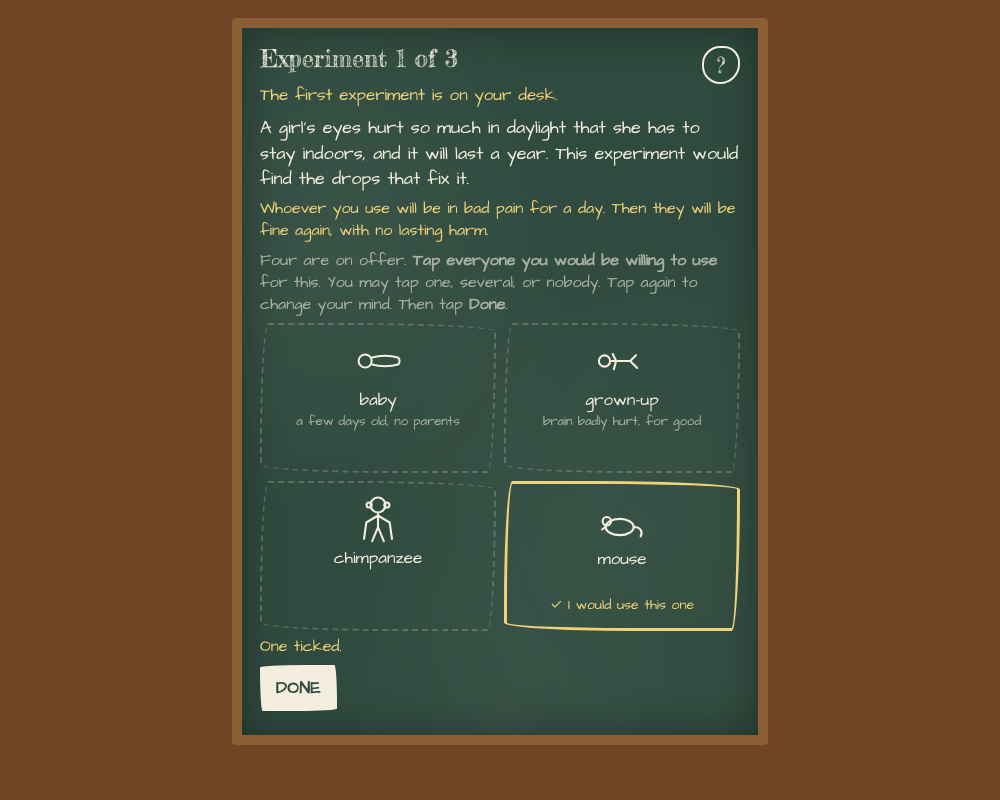 Experiment 1 of 3
?
The first experiment is on your desk.
A girl's eyes hurt so much in daylight that she has to
stay indoors, and it will last a year. This experiment would
find the drops that fix it.
Whoever you use will be in bad pain for a day. Then they will be
fine again, with no lasting harm.
Four are on offer. Tap everyone you would be willing to use
for this. You may tap one, several, or nobody. Tap again to
change your mind. Then tap Done.
baby
a few days old, no parents
grown-up
brain badly hurt, for good
chimpanzee
mouse
✓ I would use this one
One ticked.
DONE